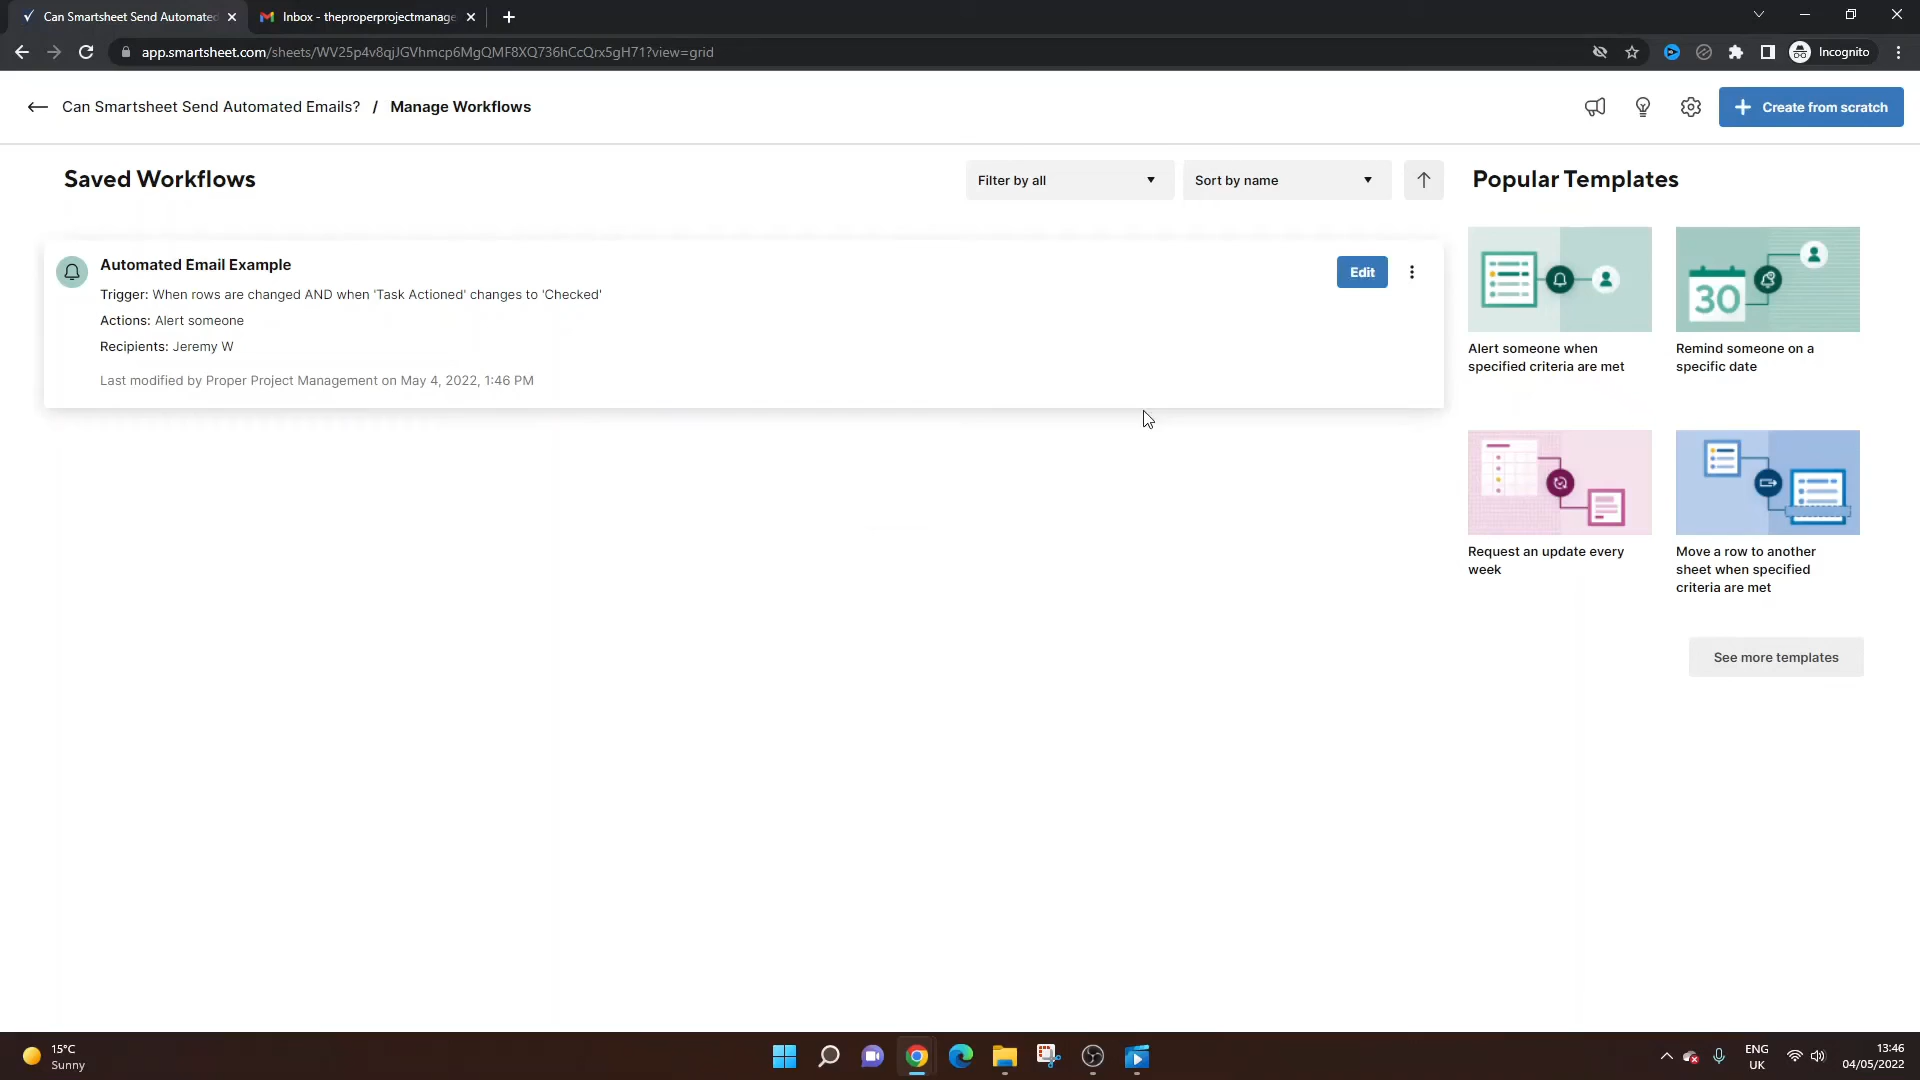 Can Smartsheet Send Automated
Inbox - theproperprojectmanage
app.smartsheet.com/sheets/WV25p4v8qjJGVhmcp6MgQMF8XQ736hCcQrx5gH71?view=grid
Incognito
Can Smartsheet Send Automated Emails? / Manage Workflows
Create from scratch
Saved Workflows
Filter by all
Sort by name
Popular Templates
Automated Email Example
Edit
Trigger: When rows are changed AND when 'Task Actioned' changes to 'Checked'
Actions: Alert someone
Recipients: Jeremy W
Last modified by Proper Project Management on May 4, 2022, 1:46 PM
30
Alert someone when
specified criteria are met
Remind someone on a
specific date
Request an update every
week
Move a row to another
sheet when specified
criteria are met
See more templates
15°C
Sunny
ENG
UK
13:46
04/05/2022